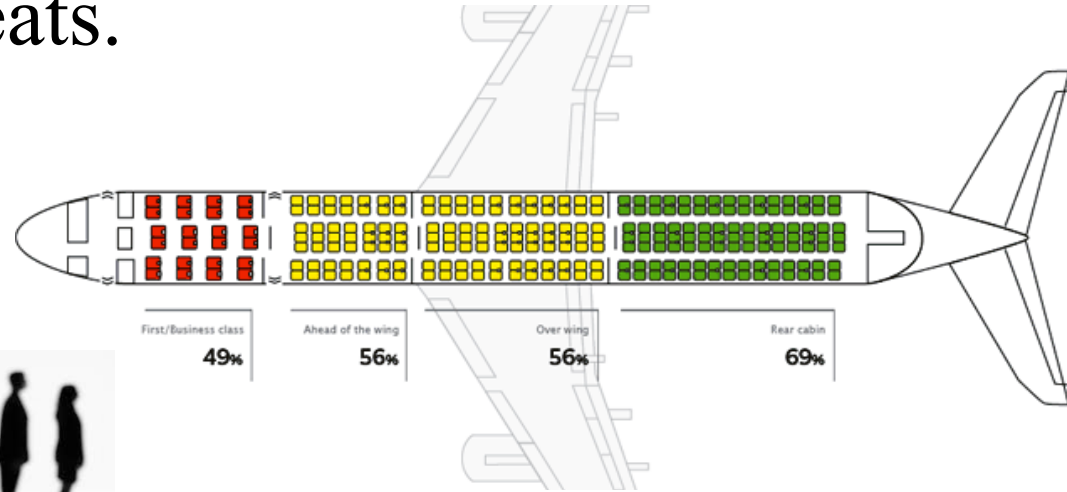 eats.
First/Business class
49%
Ahead of the wing
56%
Over wing
56%
Rear cabin
69%